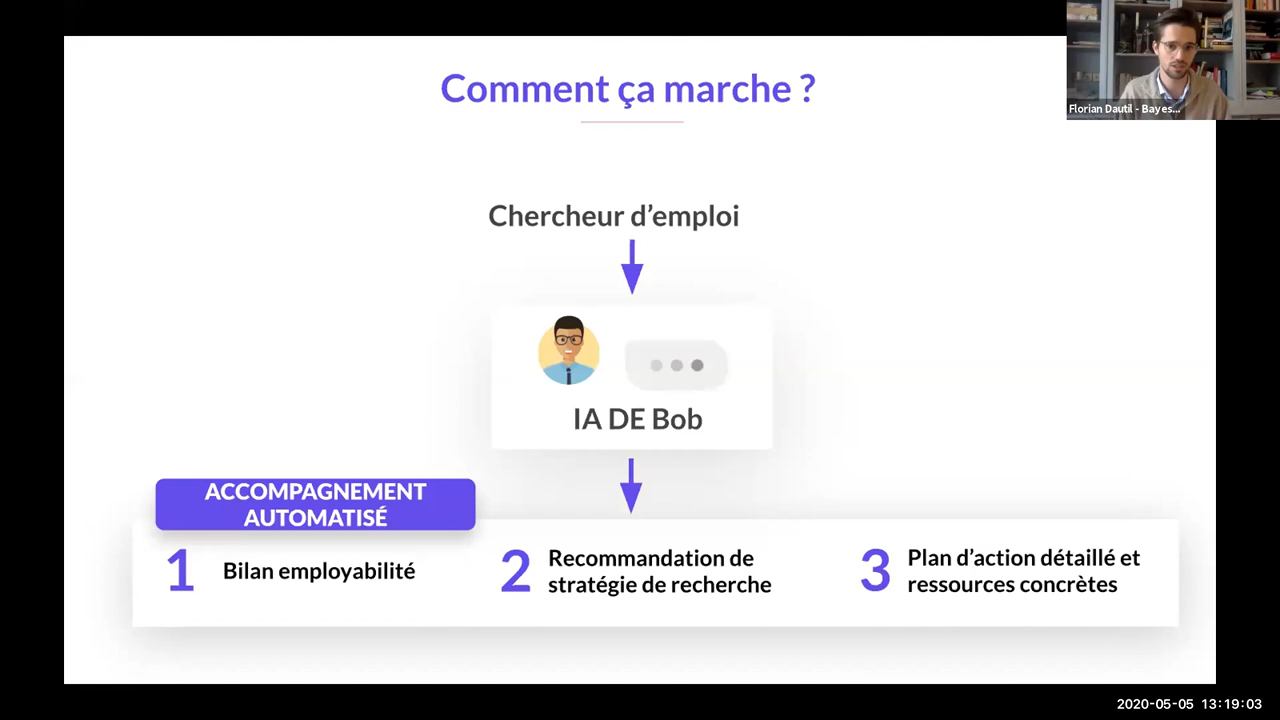 Comment ça marche ?
Florian Dautil - Bayes...
Chercheur d’emploi
IA DE Bob
ACCOMPAGNEMENT
AUTOMATISÉ
1 Bilan employabilité
2 Recommandation de
stratégie de recherche
3 Plan d’action détaillé et
ressources concrètes
2020-05-05 13:19:03